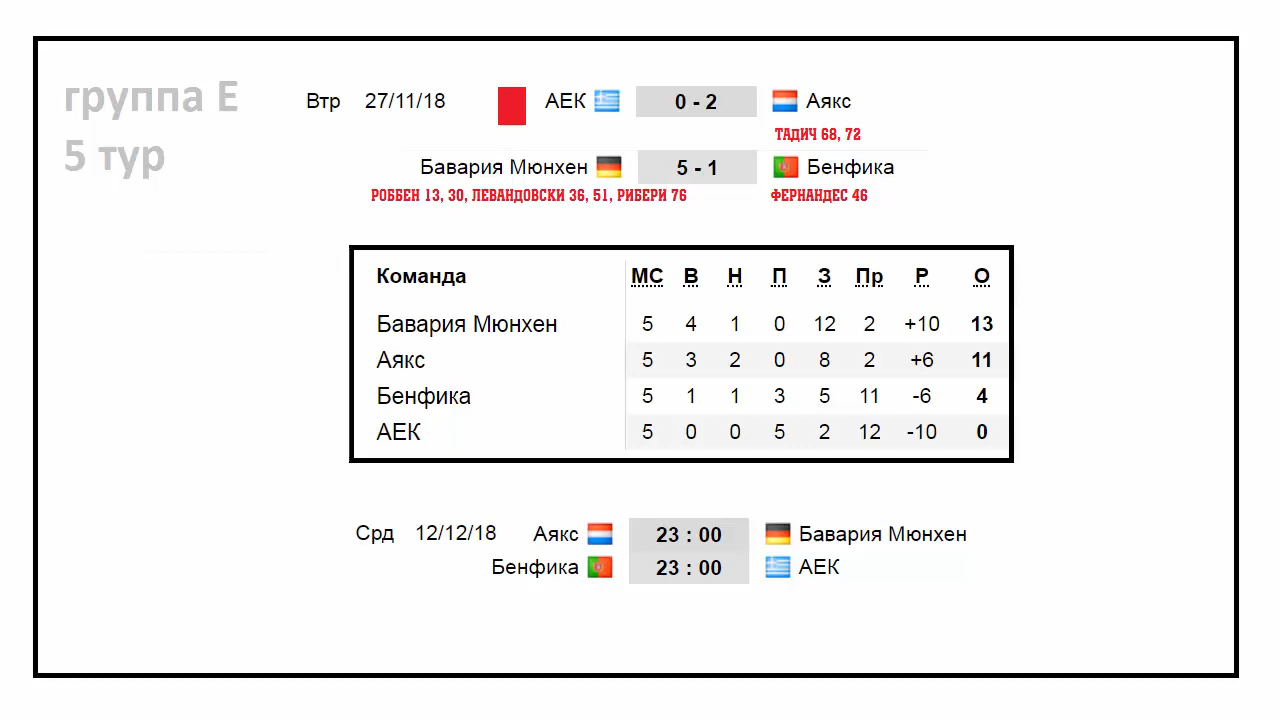 группа Е
5 тур
Втр 27/11/18 АЕК 0 - 2 Аякс
ТАДИЧ 68, 72
Бавария Мюнхен 5 - 1 Бенфика
РОББЕН 13, 30, ЛЕВАНДОВСКИ 36, 51, РИБЕРИ 76 ФЕРНАНДЕС 46
Команда МС В Н П З Пр Р О
Бавария Мюнхен 5 4 1 0 12 2 +10 13
Аякс 5 3 2 0 8 2 +6 11
Бенфика 5 1 1 3 5 11 -6 4
АЕК 5 0 0 5 2 12 -10 0
Срд 12/12/18 Аякс 23 : 00 Бавария Мюнхен
Бенфика 23 : 00 АЕК